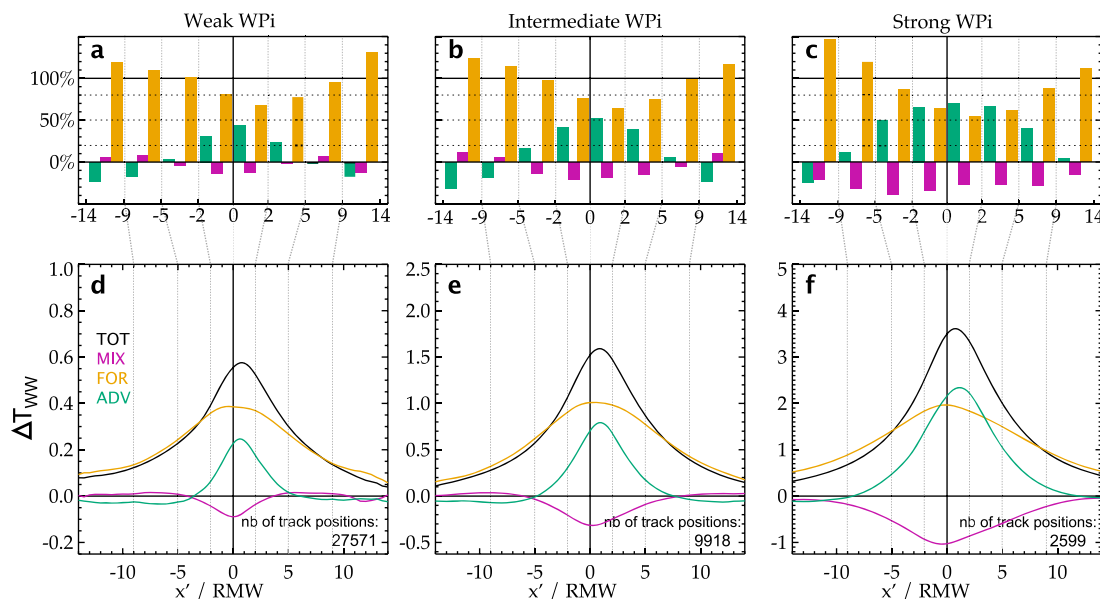 Weak WPi
Intermediate WPi
Strong WPi
a
b
c
100%
50%
0%
-14 -9 -5 -2 0 2 5 9 14
-14 -9 -5 -2 0 2 5 9 14
-14 -9 -5 -2 0 2 5 9 14
d
e
f
1.0
0.8
0.6
0.4
0.2
0.0
-0.2
2.5
2.0
1.5
1.0
0.5
0.0
-0.5
5
4
3
2
1
0
-1
TOT
MIX
FOR
ADV
ΔTWW
nb of track positions:
27571
nb of track positions:
9918
nb of track positions:
2599
-10 -5 0 5 10
-10 -5 0 5 10
-10 -5 0 5 10
x' / RMW
x' / RMW
x' / RMW